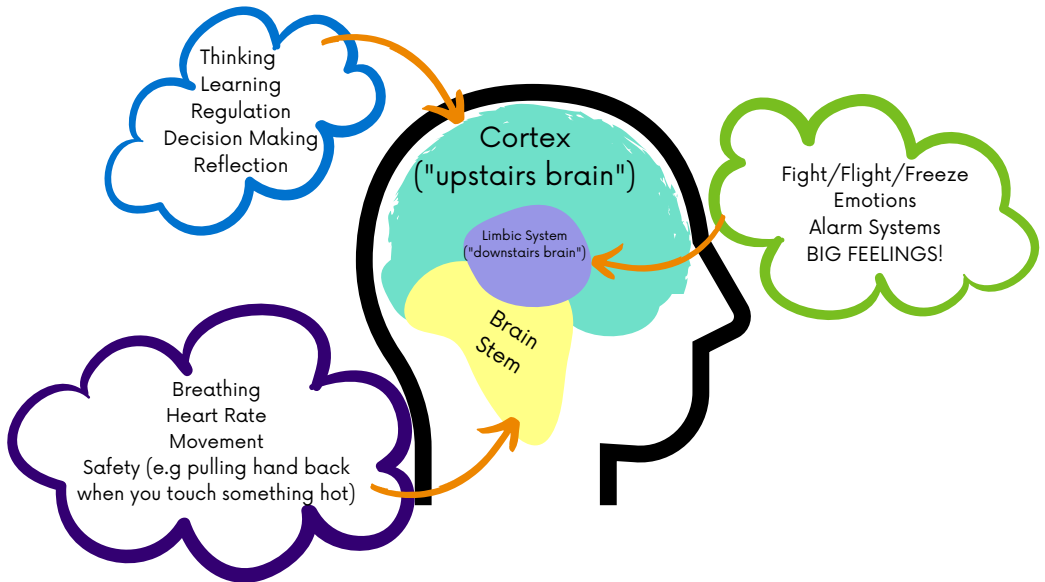 Thinking
Learning
Regulation
Decision Making
Reflection
Cortex
("upstairs brain")
Limbic System
("downstairs brain")
Fight/Flight/Freeze
Emotions
Alarm Systems
BIG FEELINGS!
Brain
Stem
Breathing
Heart Rate
Movement
Safety (e.g pulling hand back
when you touch something hot)